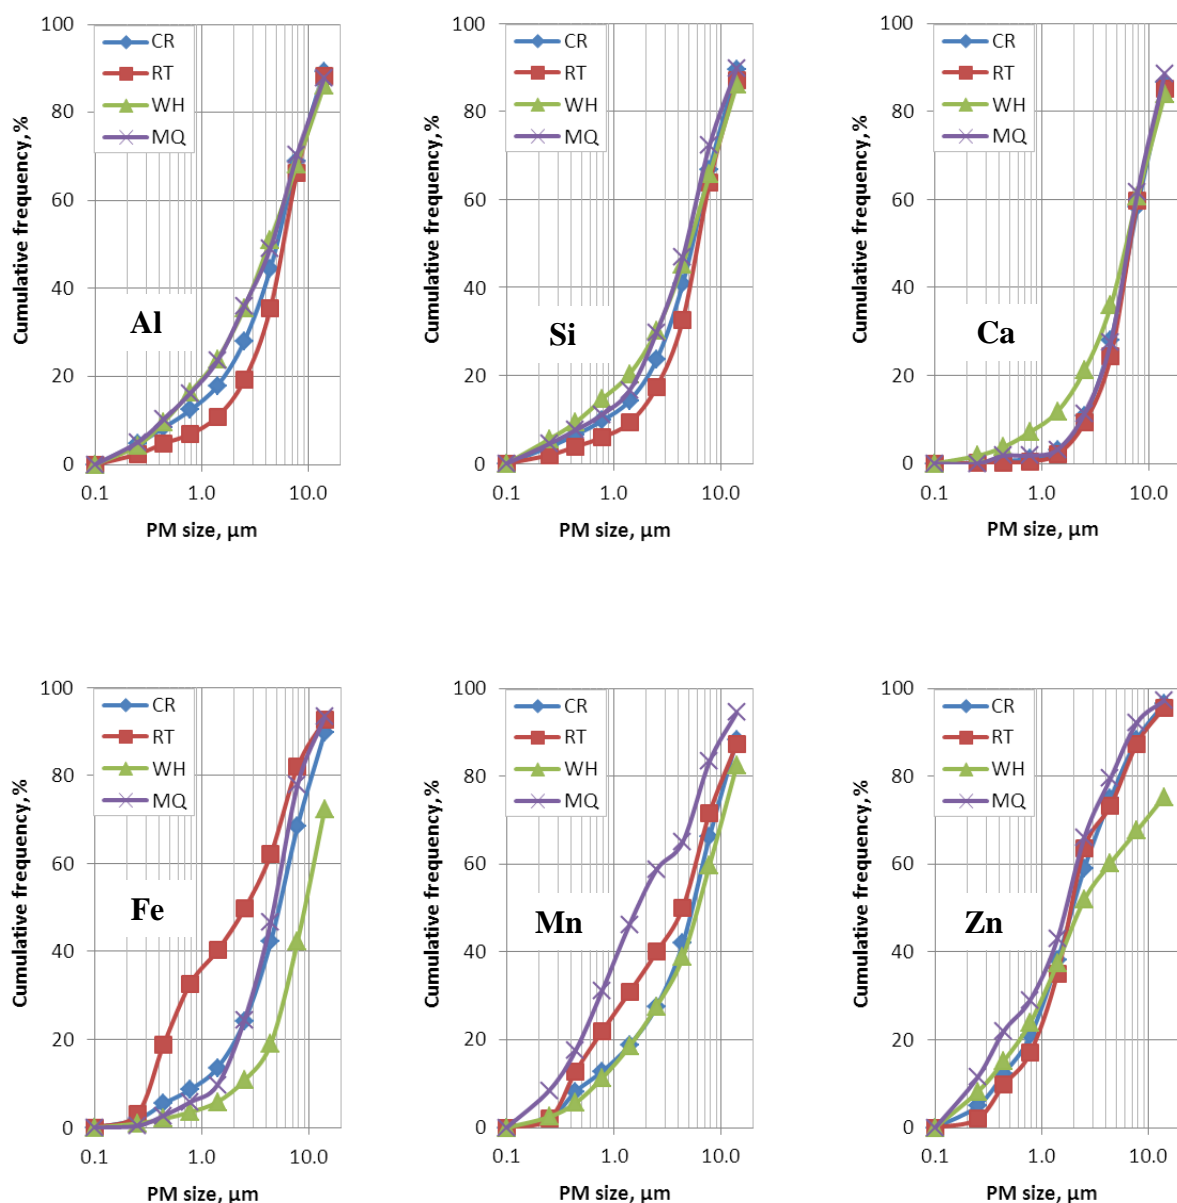 Cumulative frequency,%
100
80
60
40
20
0
CR
RT
WH
MQ
Al
0.1 1.0 10.0
PM size, µm
Cumulative frequency,%
100
80
60
40
20
0
CR
RT
WH
MQ
Si
0.1 1.0 10.0
PM size, µm
Cumulative frequency,%
100
80
60
40
20
0
CR
RT
WH
MQ
Ca
0.1 1.0 10.0
PM size, µm
Cumulative frequency,%
100
80
60
40
20
0
CR
RT
WH
MQ
Fe
0.1 1.0 10.0
PM size, µm
Cumulative frequency,%
100
80
60
40
20
0
CR
RT
WH
MQ
Mn
0.1 1.0 10.0
PM size, µm
Cumulative frequency,%
100
80
60
40
20
0
CR
RT
WH
MQ
Zn
0.1 1.0 10.0
PM size, µm